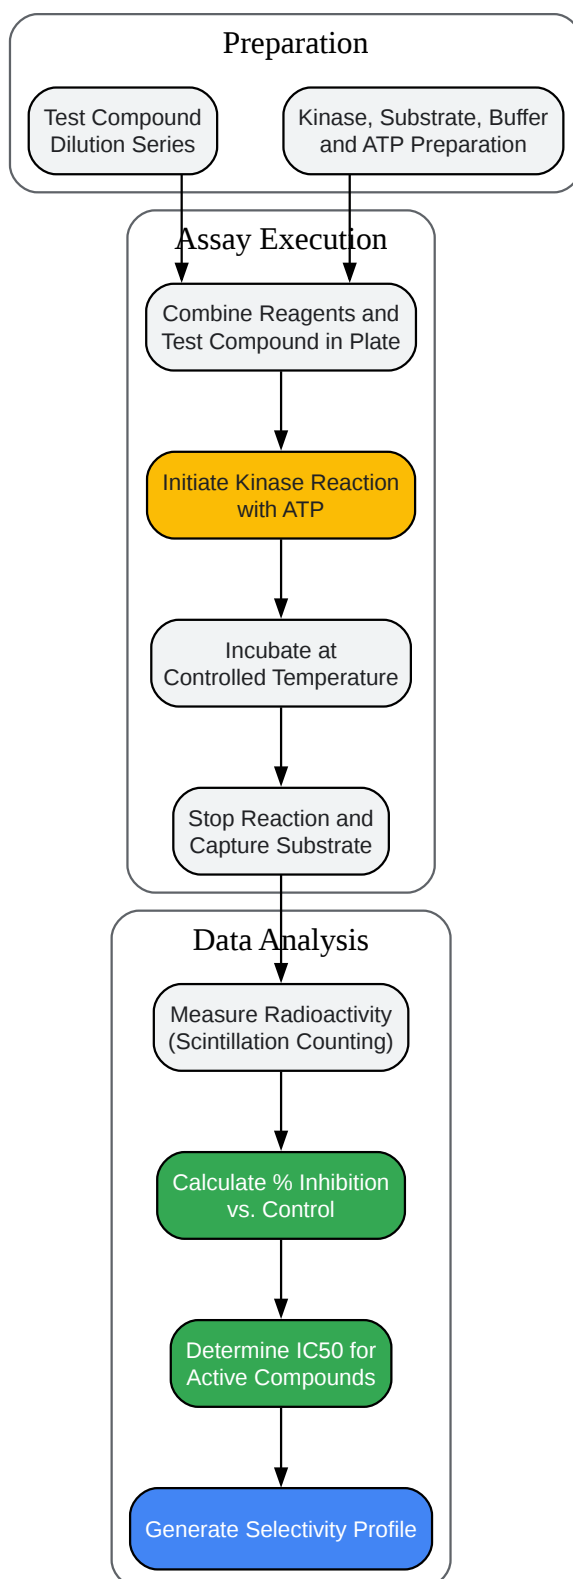 Preparation
Test Compound
Dilution Series
Kinase, Substrate, Buffer
and ATP Preparation
Assay Execution
Combine Reagents and
Test Compound in Plate
Initiate Kinase Reaction
with ATP
Incubate at
Controlled Temperature
Stop Reaction and
Capture Substrate
Data Analysis
Measure Radioactivity
(Scintillation Counting)
Calculate % Inhibition
vs. Control
Determine IC50 for
Active Compounds
Generate Selectivity Profile